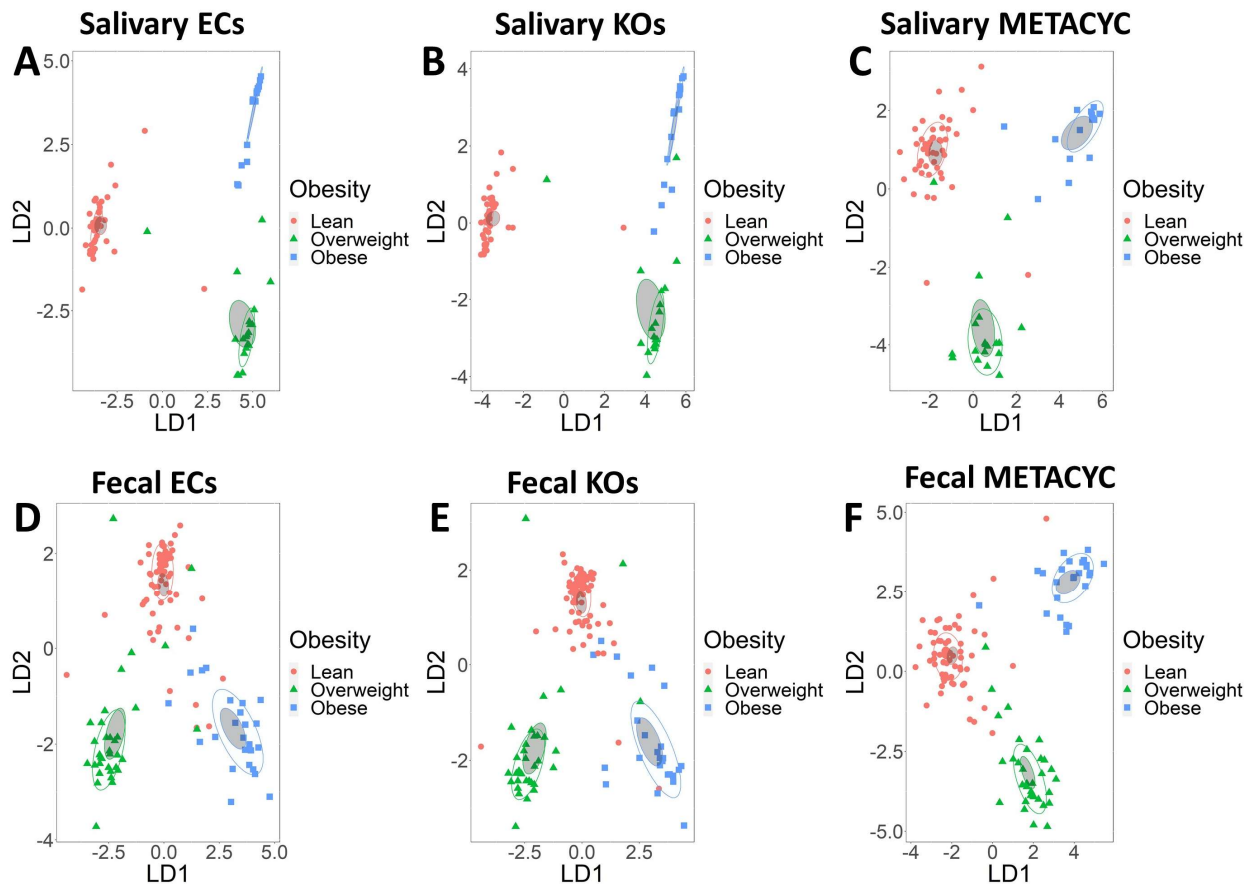 Salivary ECs
Salivary KOs
Salivary METACYC
A
5.0
2.5
0.0
-2.5
LD2
-2.5
0.0
2.5
5.0
LD1
Obesity
Lean
Overweight
Obese
B
4
2
0
-2
-4
LD2
-4
-2
0
2
4
6
LD1
Obesity
Lean
Overweight
Obese
C
2
0
-2
-4
LD2
-2
0
2
4
6
LD1
Obesity
Lean
Overweight
Obese
Fecal ECs
Fecal KOs
Fecal METACYC
D
2
0
-2
-4
LD2
-2.5
0.0
2.5
5.0
LD1
Obesity
Lean
Overweight
Obese
E
2
0
-2
LD2
-2.5
0.0
2.5
LD1
Obesity
Lean
Overweight
Obese
F
5.0
2.5
0.0
-2.5
-5.0
LD2
-4
-2
0
2
4
LD1
Obesity
Lean
Overweight
Obese